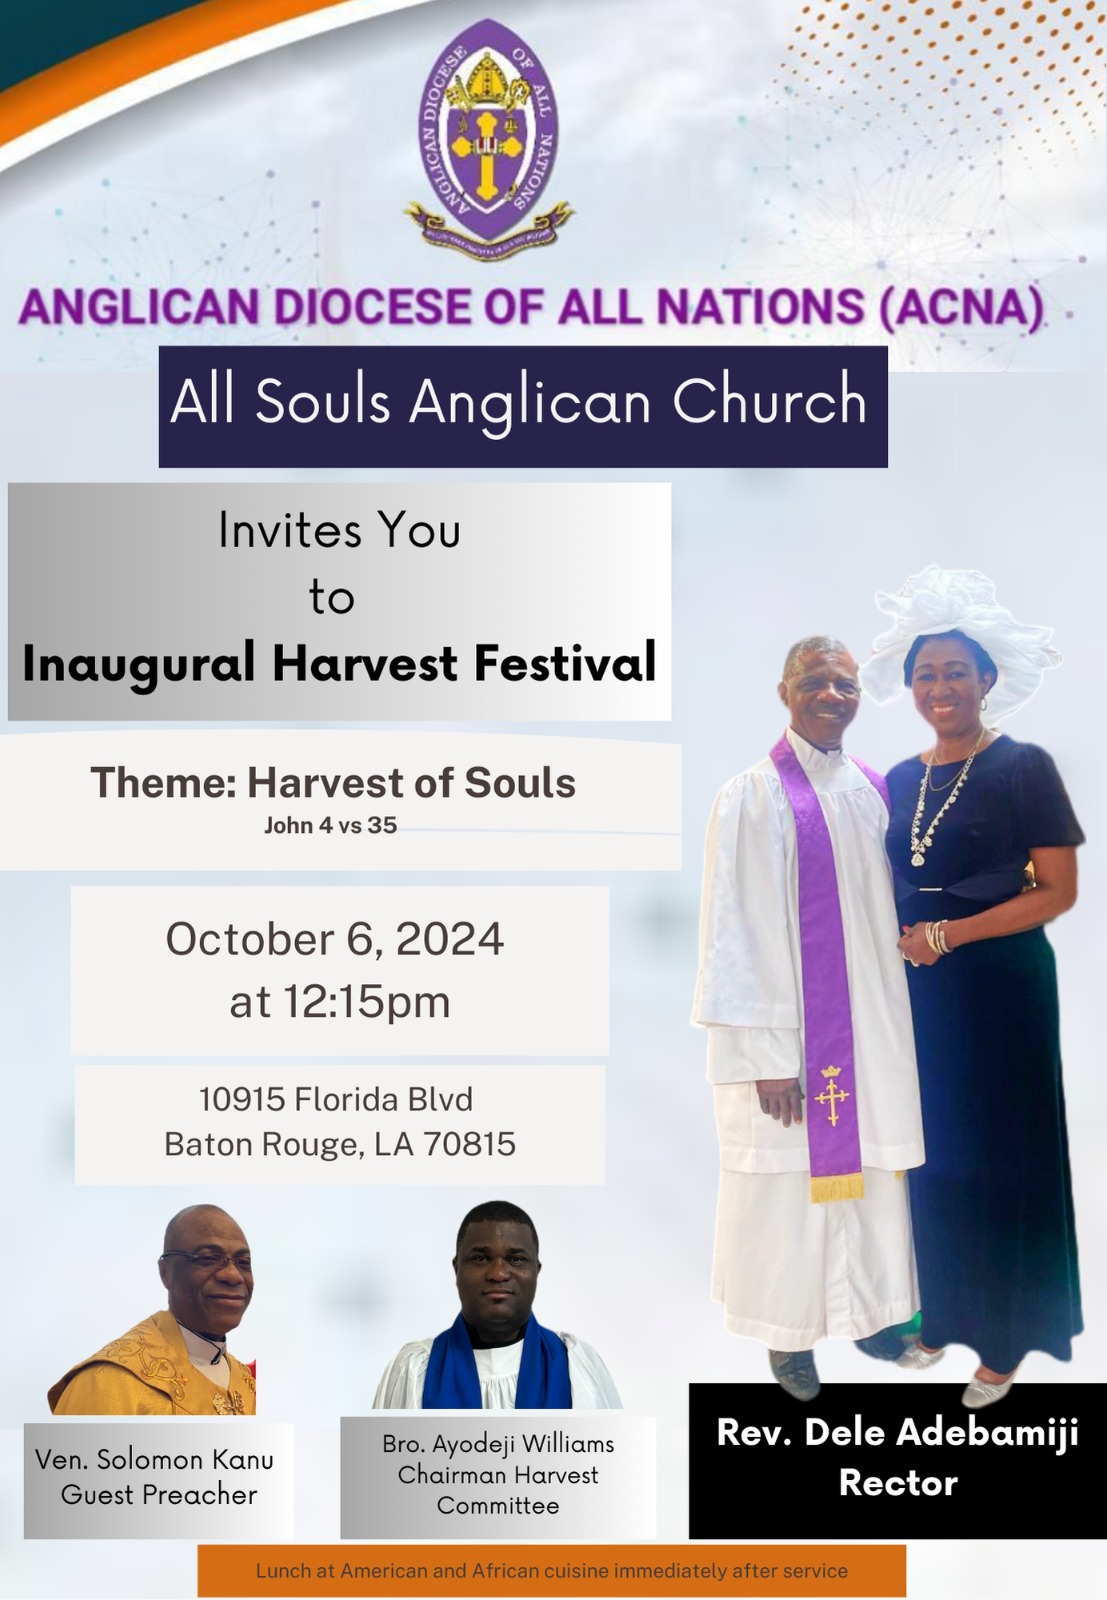 ANGLICAN DIOCESE OF ALL NATIONS
ANGLICAN DIOCESE OF ALL NATIONS (ACNA)
All Souls Anglican Church
Invites You
to
Inaugural Harvest Festival
Theme: Harvest of Souls
John 4 vs 35
October 6, 2024
at 12:15pm
10915 Florida Blvd
Baton Rouge, LA 70815
Ven. Solomon Kanu
Guest Preacher
Bro. Ayodeji Williams
Chairman Harvest
Committee
Rev. Dele Adebamiji
Rector
Lunch at American and African cuisine immediately after service